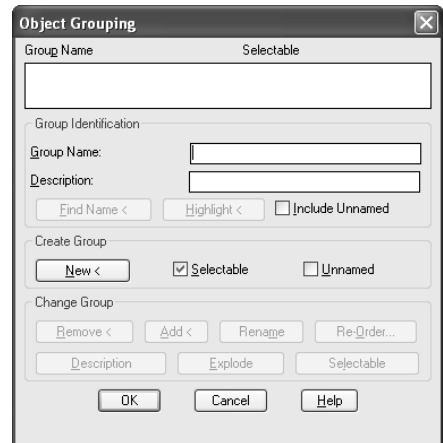 Object Grouping
Group Name Selectable
Group Identification
Group Name:
Description:
Find Name < Highlight < Include Unnamed
Create Group
New < Selectable Unnamed
Change Group
Remove < Add < Rename Re-Order...
Description Explode Selectable
OK Cancel Help